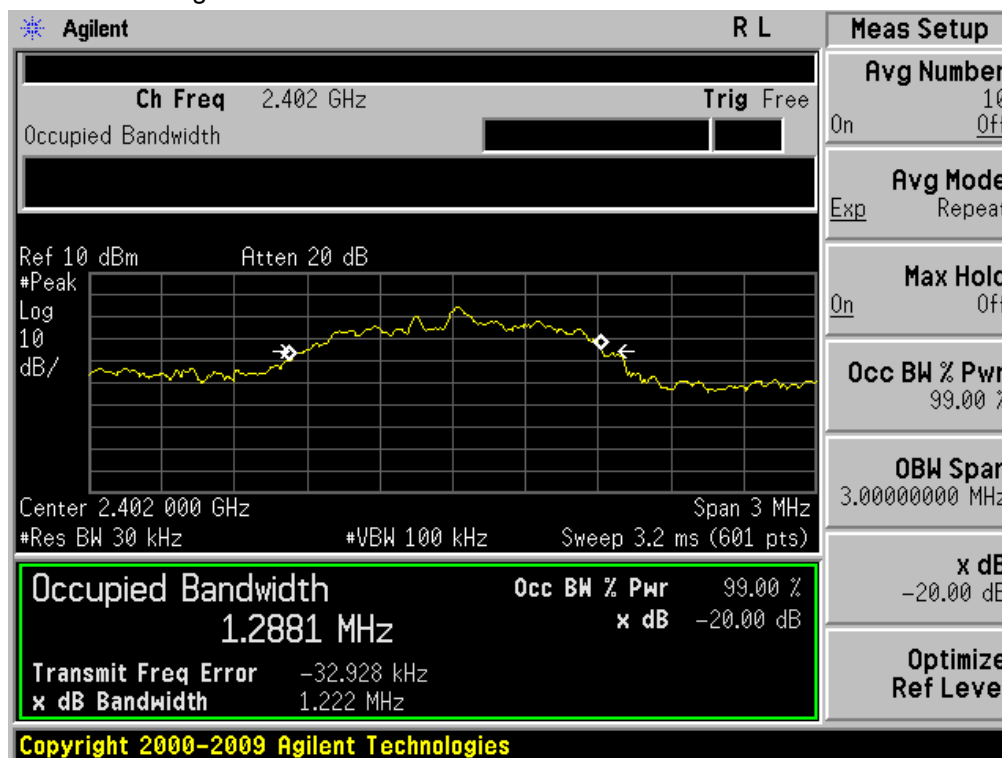 Agilent R L Meas Setup
Ch Freq 2.402 GHz Trig Free
Occupied Bandwidth
Ref 10 dBm Atten 20 dB
#Peak
Log
10
dB/
Center 2.402 000 GHz Span 3 MHz
#Res BW 30 kHz #VBW 100 kHz Sweep 3.2 ms (601 pts)
Occupied Bandwidth Occ BW % Pwr 99.00 %
1.2881 MHz x dB -20.00 dB
Transmit Freq Error -32.928 kHz
x dB Bandwidth 1.222 MHz
Copyright 2000-2009 Agilent Technologies
Avg Number
10
On Off
Avg Mode
Exp Repeat
Max Hold
On Off
Occ BW % Pwr
99.00 %
OBW Span
3.00000000 MHz
x dB
-20.00 dB
Optimize
Ref Level